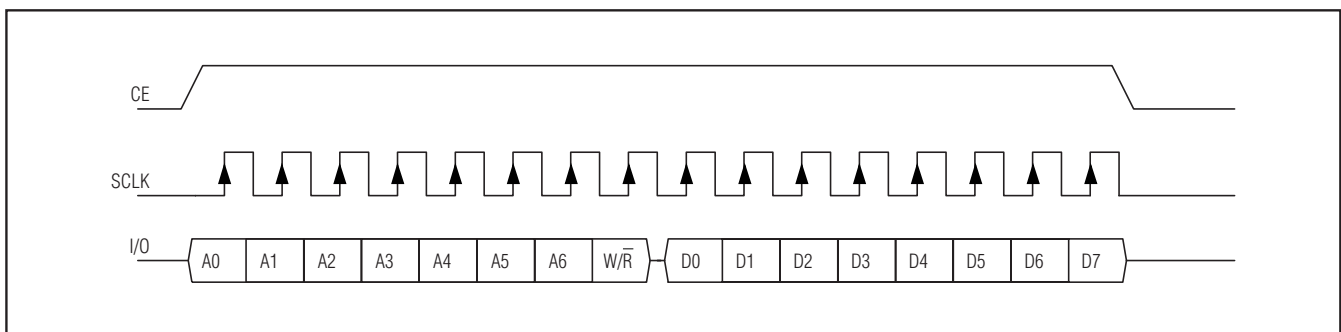 CE
SCLK
I/O A0 A1 A2 A3 A4 A5 A6 W/R̅ D0 D1 D2 D3 D4 D5 D6 D7